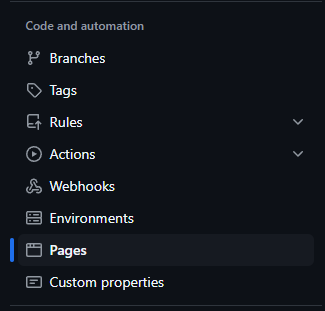 Code and automation
Branches
Tags
Rules
Actions
Webhooks
Environments
Pages
Custom properties